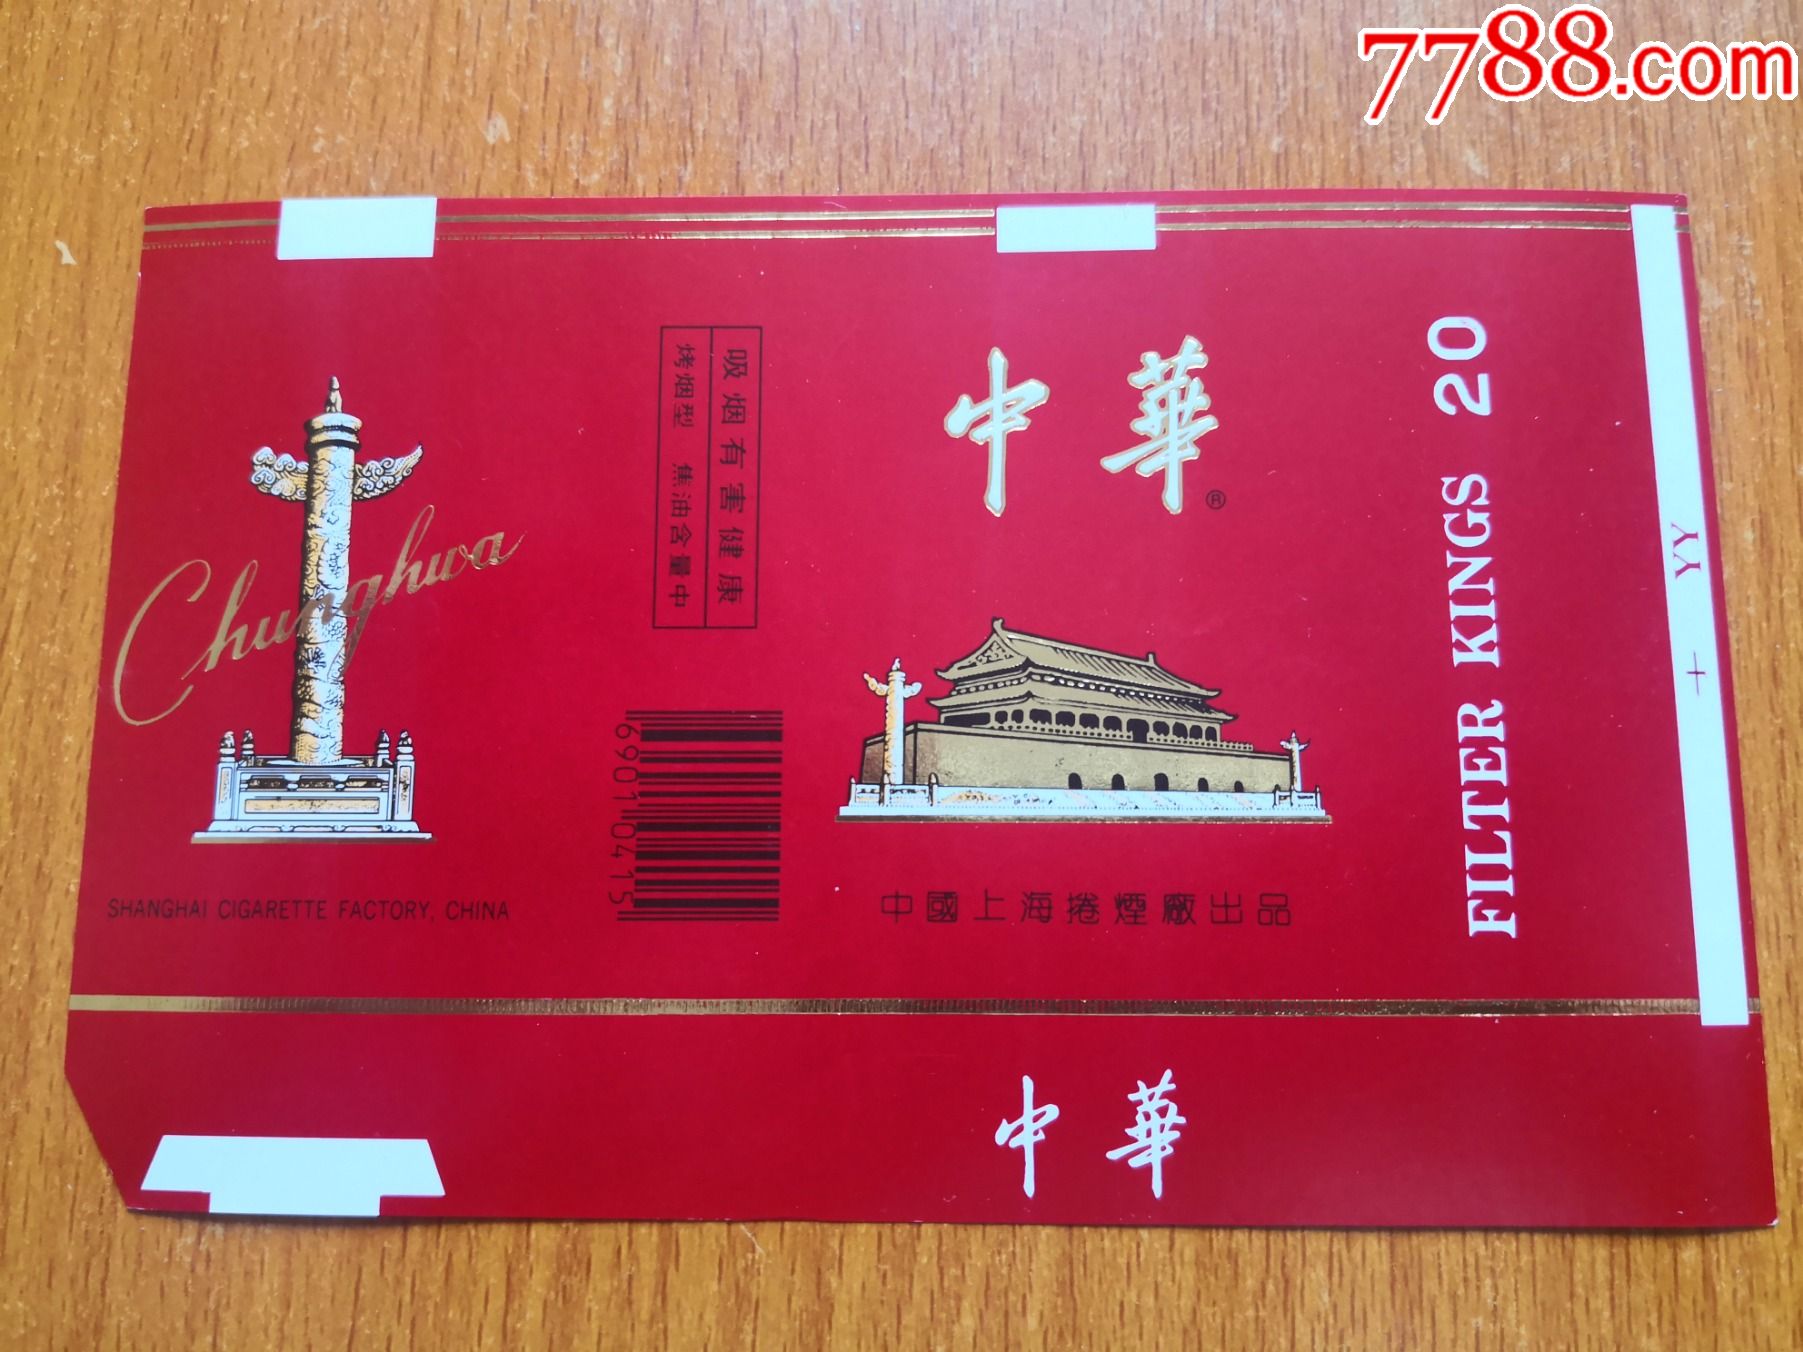 7788.com
中華
®
Chunghwa
SHANGHAI CIGARETTE FACTORY, CHINA
吸烟有害健康
烤烟型 焦油含量中
6901 0415
中國上海捲煙廠出品
FILTER KINGS 20
YY
中華